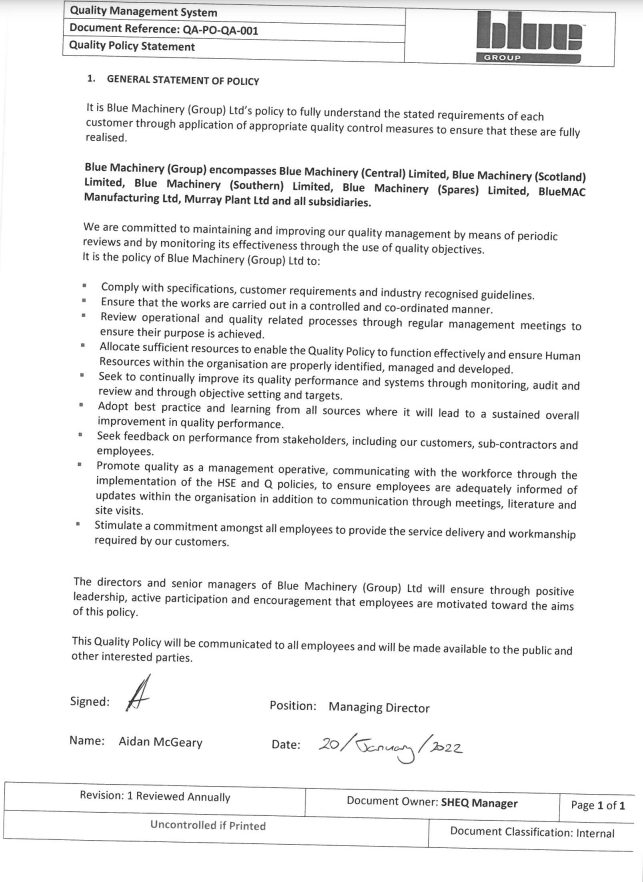 Quality Management System
Document Reference: QA-PO-QA-001
Quality Policy Statement
blue
GROUP
1. GENERAL STATEMENT OF POLICY
It is Blue Machinery (Group) Ltd's policy to fully understand the stated requirements of each
customer through application of appropriate quality control measures to ensure that these are fully
realised.
Blue Machinery (Group) encompasses Blue Machinery (Central) Limited, Blue Machinery (Scotland)
Limited, Blue Machinery (Southern) Limited, Blue Machinery (Spares) Limited, BlueMAC
Manufacturing Ltd, Murray Plant Ltd and all subsidiaries.
We are committed to maintaining and improving our quality management by means of periodic
reviews and by monitoring its effectiveness through the use of quality objectives.
It is the policy of Blue Machinery (Group) Ltd to:
▪ Comply with specifications, customer requirements and industry recognised guidelines.
▪ Ensure that the works are carried out in a controlled and co-ordinated manner.
▪ Review operational and quality related processes through regular management meetings to
ensure their purpose is achieved.
▪ Allocate sufficient resources to enable the Quality Policy to function effectively and ensure Human
Resources within the organisation are properly identified, managed and developed.
▪ Seek to continually improve its quality performance and systems through monitoring, audit and
review and through objective setting and targets.
▪ Adopt best practice and learning from all sources where it will lead to a sustained overall
improvement in quality performance.
▪ Seek feedback on performance from stakeholders, including our customers, sub-contractors and
employees.
▪ Promote quality as a management operative, communicating with the workforce through the
implementation of the HSE and Q policies, to ensure employees are adequately informed of
updates within the organisation in addition to communication through meetings, literature and
site visits.
▪ Stimulate a commitment amongst all employees to provide the service delivery and workmanship
required by our customers.
The directors and senior managers of Blue Machinery (Group) Ltd will ensure through positive
leadership, active participation and encouragement that employees are motivated toward the aims
of this policy.
This Quality Policy will be communicated to all employees and will be made available to the public and
other interested parties.
Signed:
Position: Managing Director
Name: Aidan McGeary
Date: 20/January/2022
Revision: 1 Reviewed Annually
Document Owner: SHEQ Manager
Page 1 of 1
Uncontrolled if Printed
Document Classification: Internal